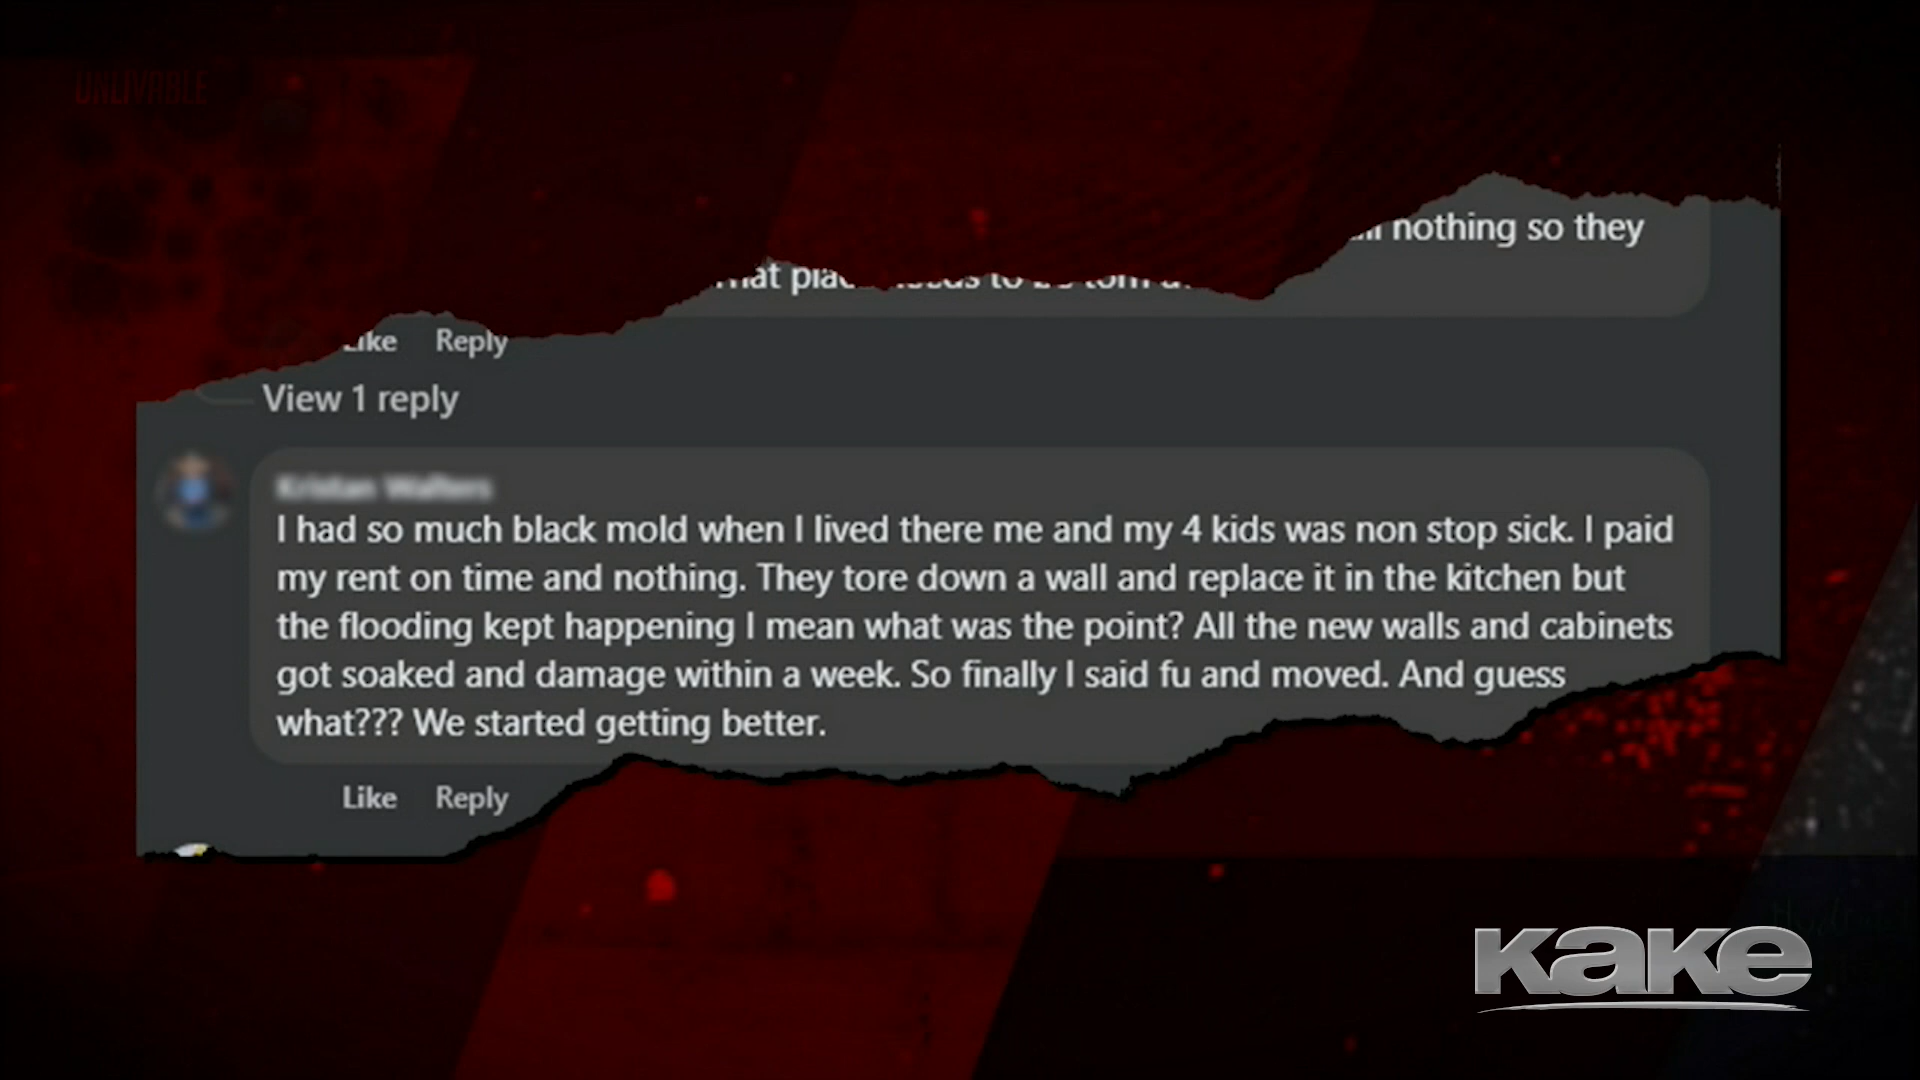 UNLIVABLE
nothing so they
to
Like Reply
View 1 reply
I had so much black mold when I lived there me and my 4 kids was non stop sick. I paid
my rent on time and nothing. They tore down a wall and replace it in the kitchen but
the flooding kept happening I mean what was the point? All the new walls and cabinets
got soaked and damage within a week. So finally I said fu and moved. And guess
what??? We started getting better.
Like Reply
KAKE